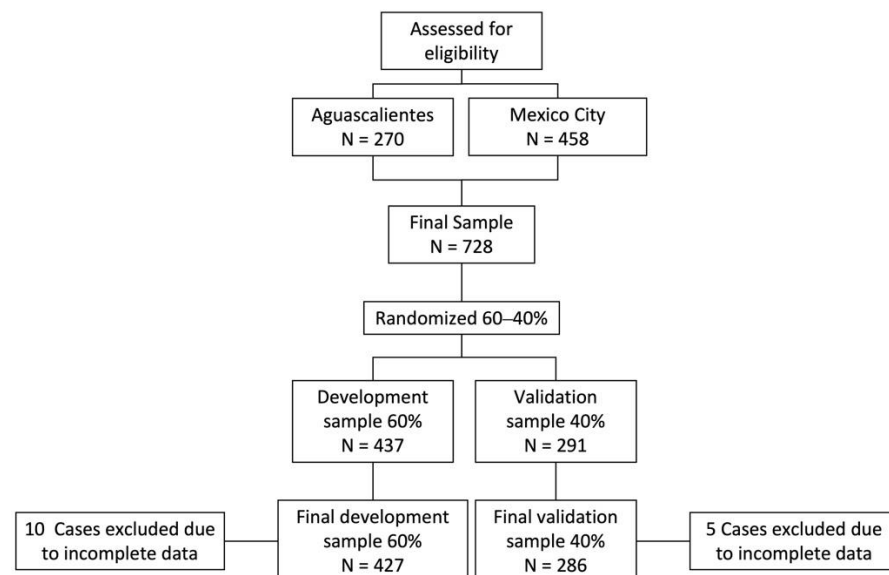 Assessed for
eligibility
Aguascalientes
N = 270
Mexico City
N = 458
Final Sample
N = 728
Randomized 60–40%
Development
sample 60%
N = 437
Validation
sample 40%
N = 291
10 Cases excluded due
to incomplete data
Final development
sample 60%
N = 427
Final validation
sample 40%
N = 286
5 Cases excluded due
to incomplete data